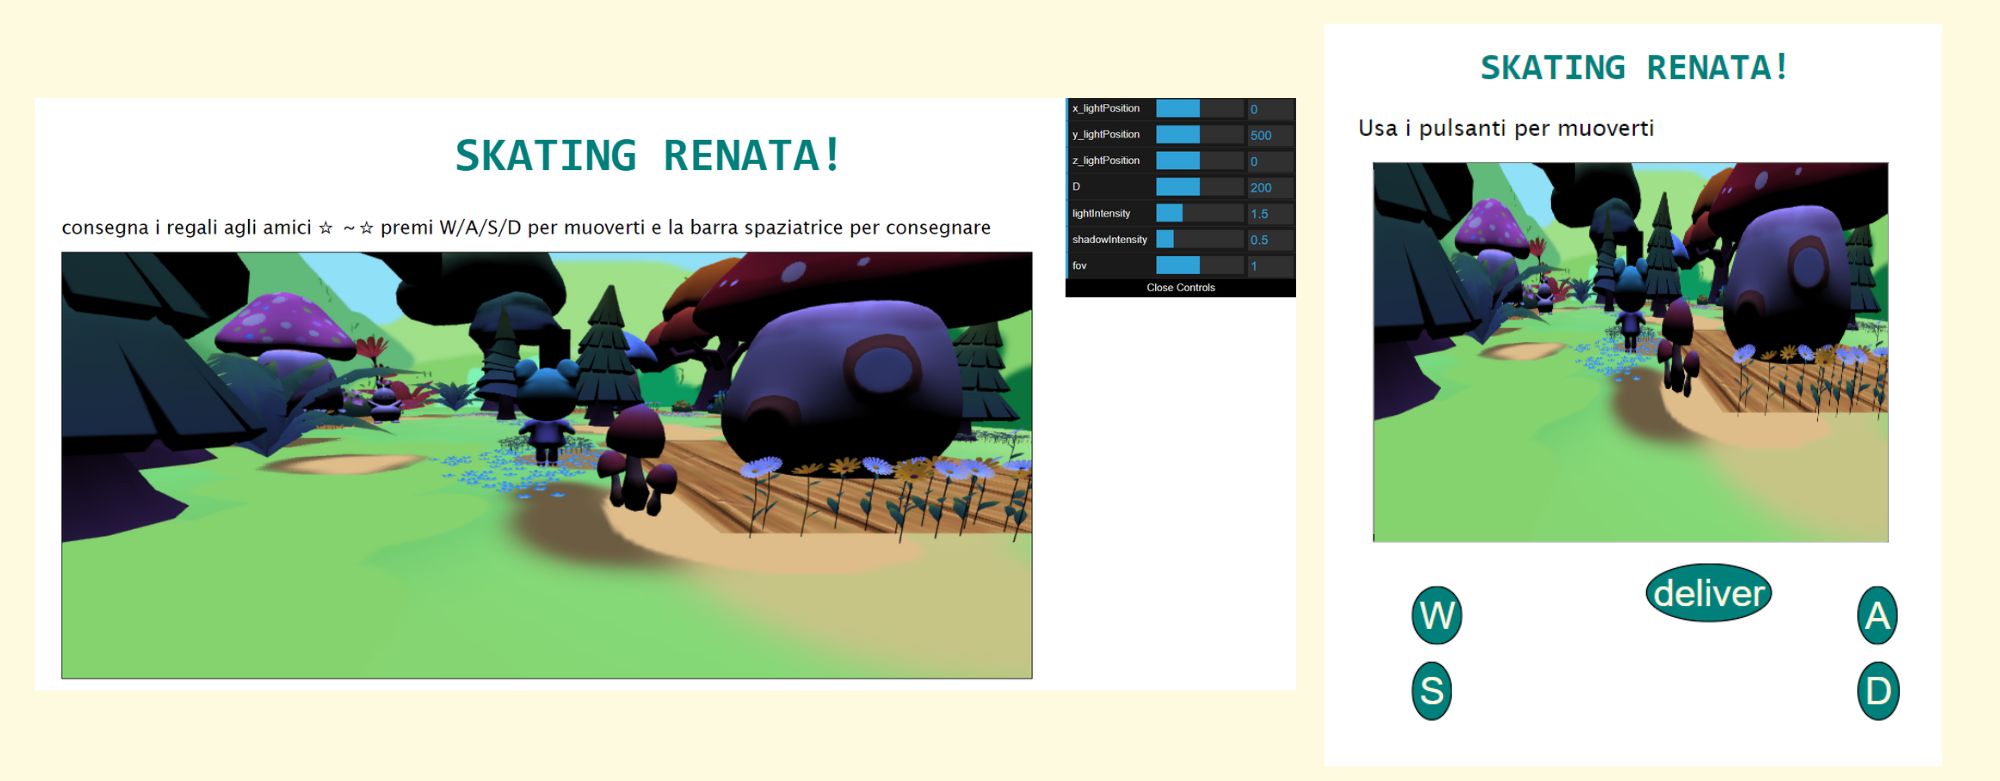 SKATING RENATA!
consegna i regali agli amici ☆ ~☆ premi W/A/S/D per muoverti e la barra spaziatrice per consegnare
x_lightPosition 0
y_lightPosition 500
z_lightPosition 0
D 200
lightIntensity 1.5
shadowIntensity 0.5
fov 1
Close Controls
SKATING RENATA!
Usa i pulsanti per muoverti
deliver
W A
S D